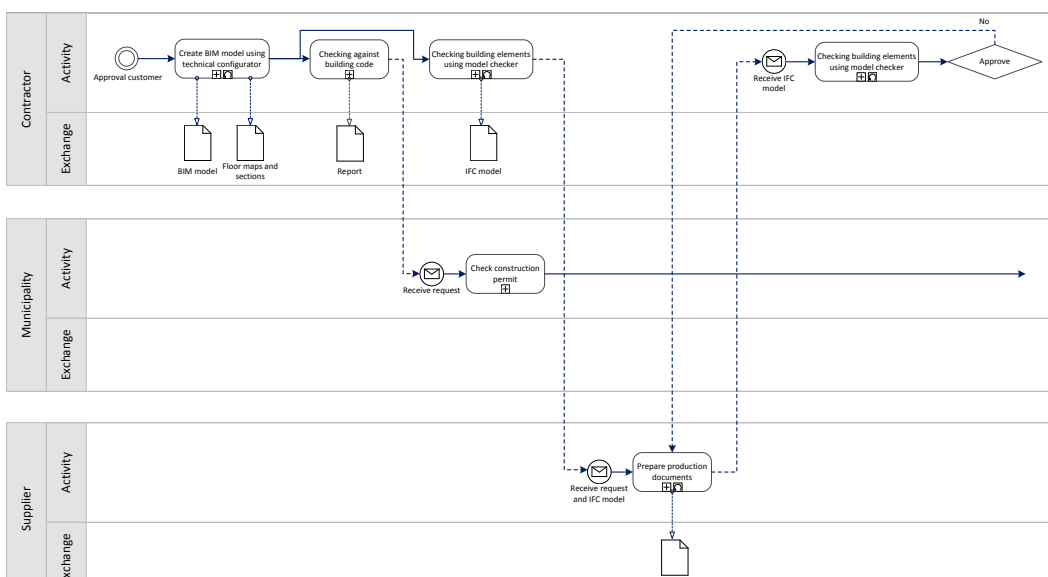 No
Contractor
Activity
Approval customer
Create BIM model using
technical configurator
Checking against
building code
Checking building elements
using model checker
Receive IFC
model
Checking building elements
using model checker
Approve
Exchange
BIM model
Floor maps and
sections
Report
IFC model
Municipality
Activity
Receive request
Check construction
permit
Exchange
Supplier
Activity
Receive request
and IFC model
Prepare production
documents
xchange